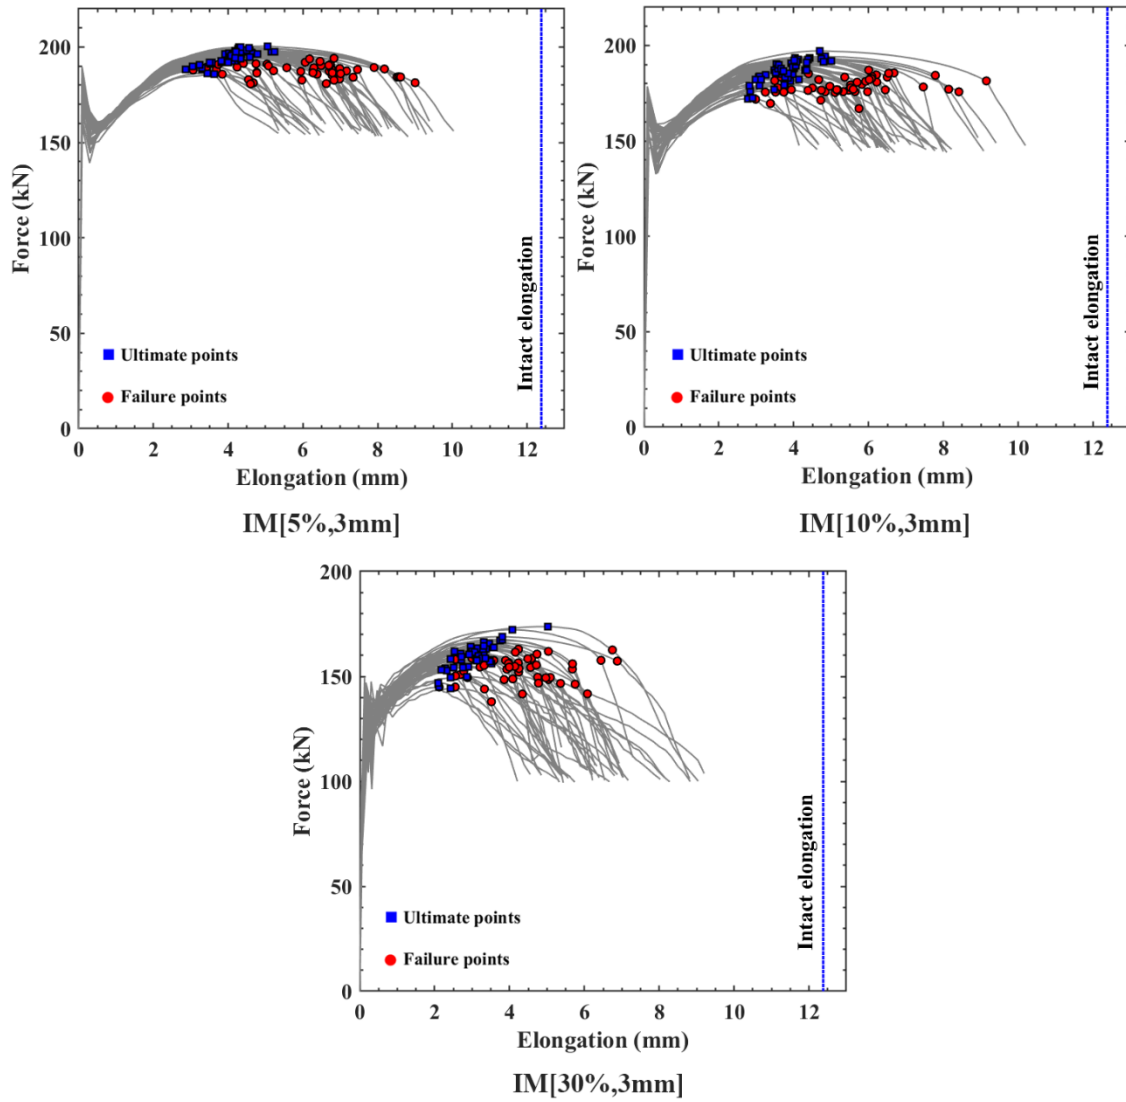 220
200
150
100
50
0
Force (kN)
Ultimate points
Failure points
Intact elongation
0 2 4 6 8 10 12
Elongation (mm)
IM[5%,3mm]
220
200
150
100
50
0
Force (kN)
Ultimate points
Failure points
Intact elongation
0 2 4 6 8 10 12
Elongation (mm)
IM[10%,3mm]
200
150
100
50
0
Force (kN)
Ultimate points
Failure points
Intact elongation
0 2 4 6 8 10 12
Elongation (mm)
IM[30%,3mm]